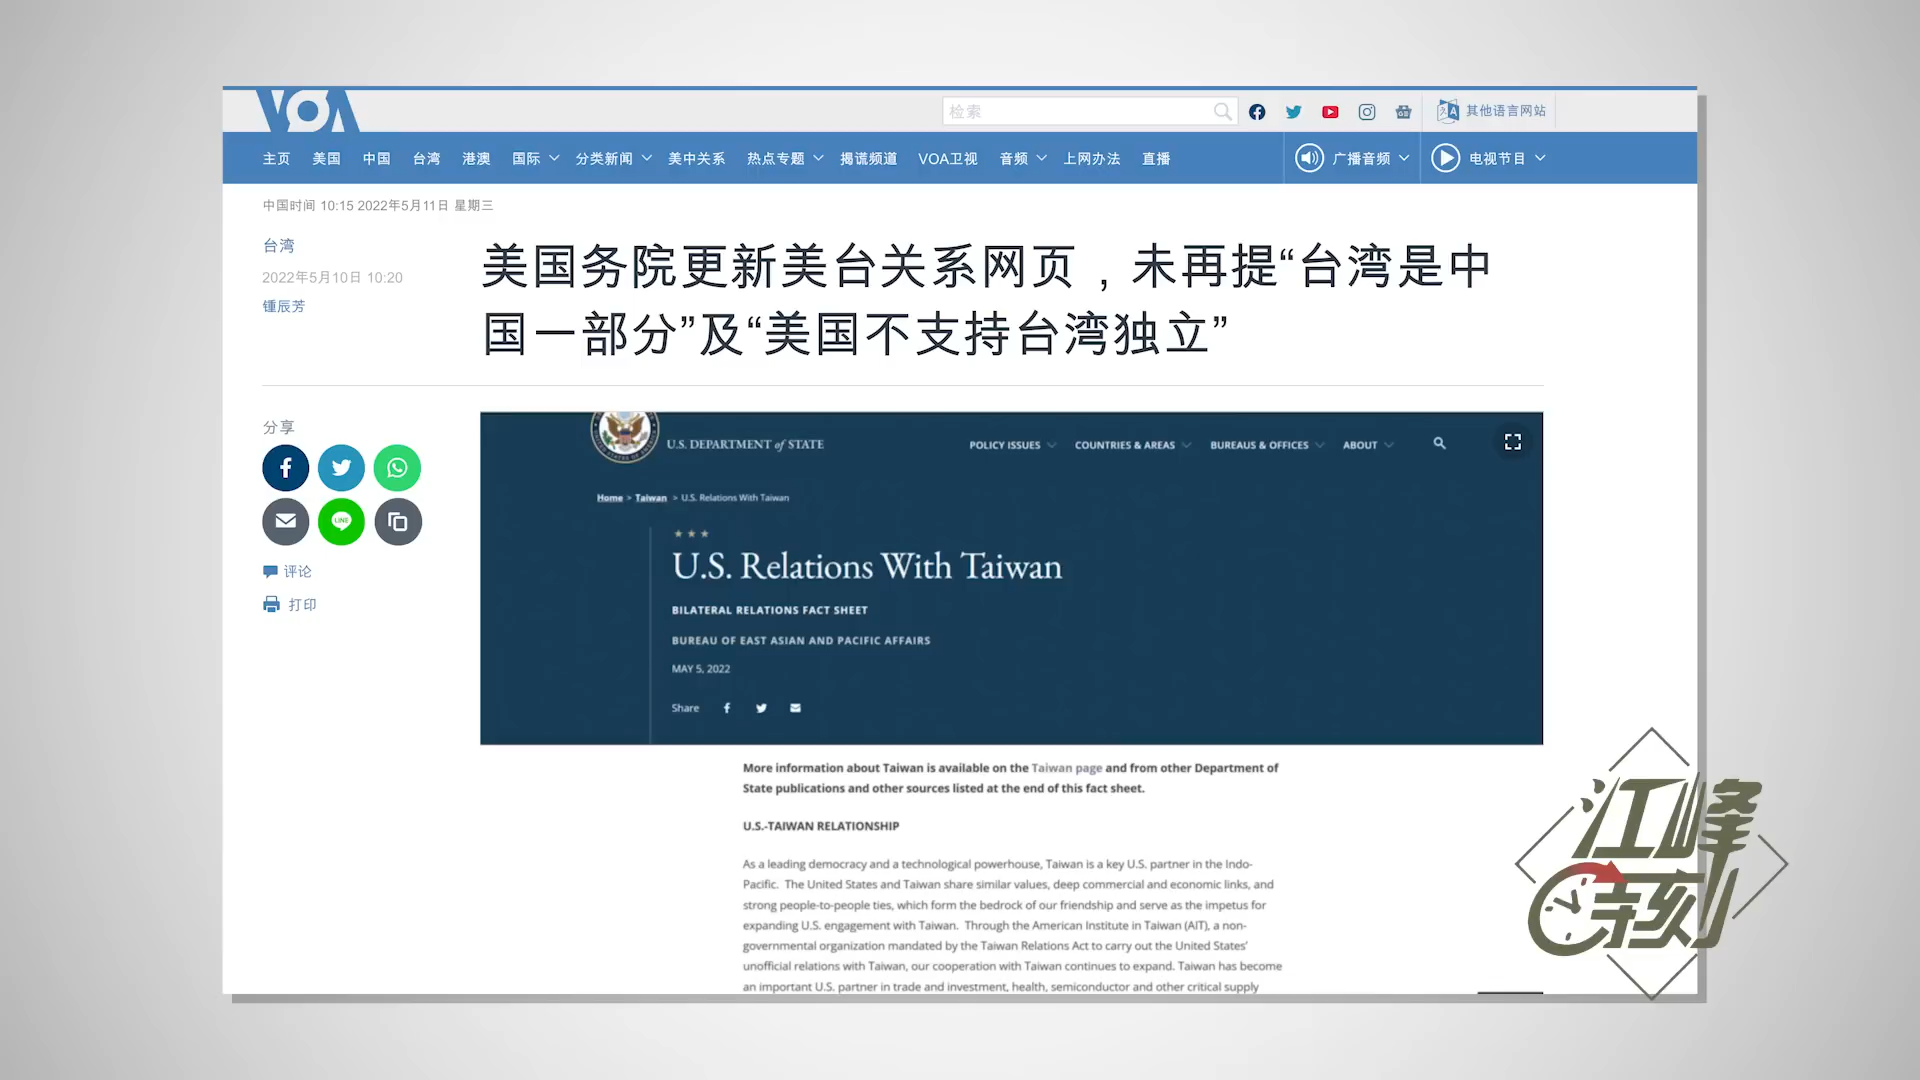 VOA
检索
其他语言网站
主页 美国 中国 台湾 港澳 国际 分类新闻 美中关系 热点专题 揭谎频道 VOA卫视 音频 上网办法 直播 广播音频 电视节目
中国时间 10:15 2022年5月11日 星期三
台湾
2022年5月10日 10:20
锺辰芳
美国务院更新美台关系网页，未再提“台湾是中
国一部分”及“美国不支持台湾独立”
分享
LINE
评论
打印
U.S. DEPARTMENT of STATE
POLICY ISSUES COUNTRIES & AREAS BUREAUS & OFFICES ABOUT
Home > Taiwan > U.S. Relations With Taiwan
U.S. Relations With Taiwan
BILATERAL RELATIONS FACT SHEET
BUREAU OF EAST ASIAN AND PACIFIC AFFAIRS
MAY 5, 2022
Share
More information about Taiwan is available on the Taiwan page and from other Department of
State publications and other sources listed at the end of this fact sheet.
U.S.-TAIWAN RELATIONSHIP
As a leading democracy and a technological powerhouse, Taiwan is a key U.S. partner in the Indo-
Pacific. The United States and Taiwan share similar values, deep commercial and economic links, and
strong people-to-people ties, which form the bedrock of our friendship and serve as the impetus for
expanding U.S. engagement with Taiwan. Through the American Institute in Taiwan (AIT), a non-
governmental organization mandated by the Taiwan Relations Act to carry out the United States’
unofficial relations with Taiwan, our cooperation with Taiwan continues to expand. Taiwan has become
an important U.S. partner in trade and investment, health, semiconductor and other critical supply
江峰
时刻